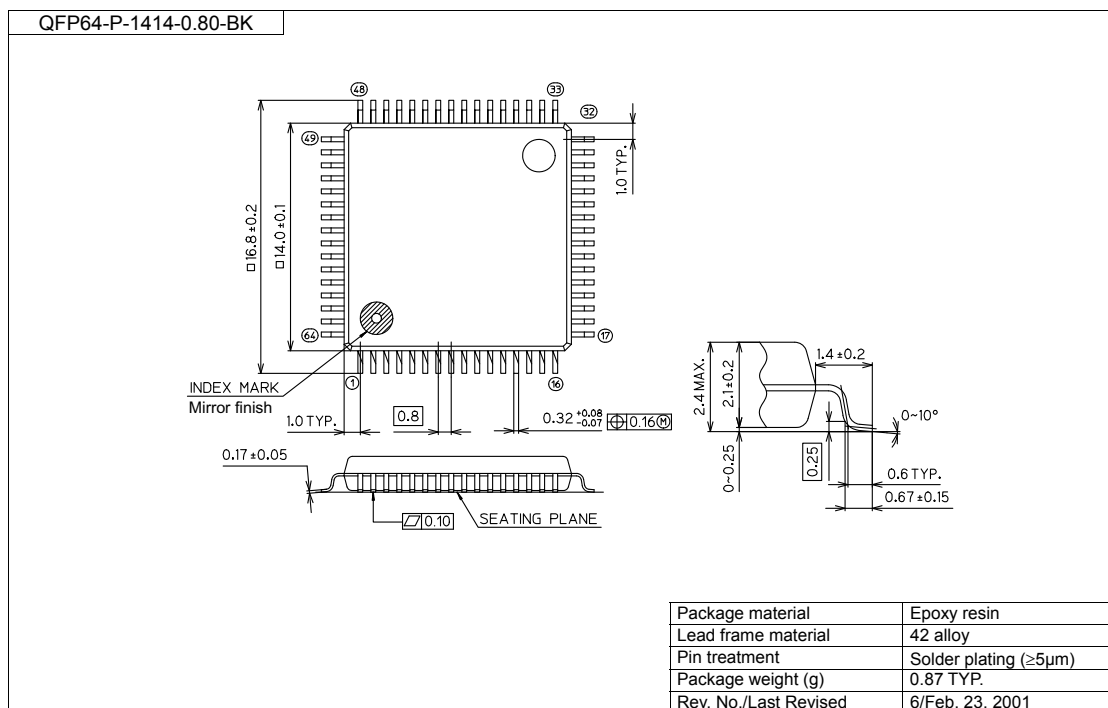 QFP64-P-1414-0.80-BK
48
33
32
49
1.0 TYP.
□16.8±0.2
□14.0±0.1
64
17
1
16
INDEX MARK
Mirror finish
1.0 TYP.
0.8
0.32 +0.08 -0.07
⌖ 0.16Ⓜ
2.4 MAX.
2.1±0.2
1.4±0.2
0~10°
0~0.25
0.25
0.6 TYP.
0.67±0.15
0.17±0.05
⏥ 0.10
SEATING PLANE
Package material Epoxy resin
Lead frame material 42 alloy
Pin treatment Solder plating (≥5µm)
Package weight (g) 0.87 TYP.
Rev. No./Last Revised 6/Feb. 23, 2001